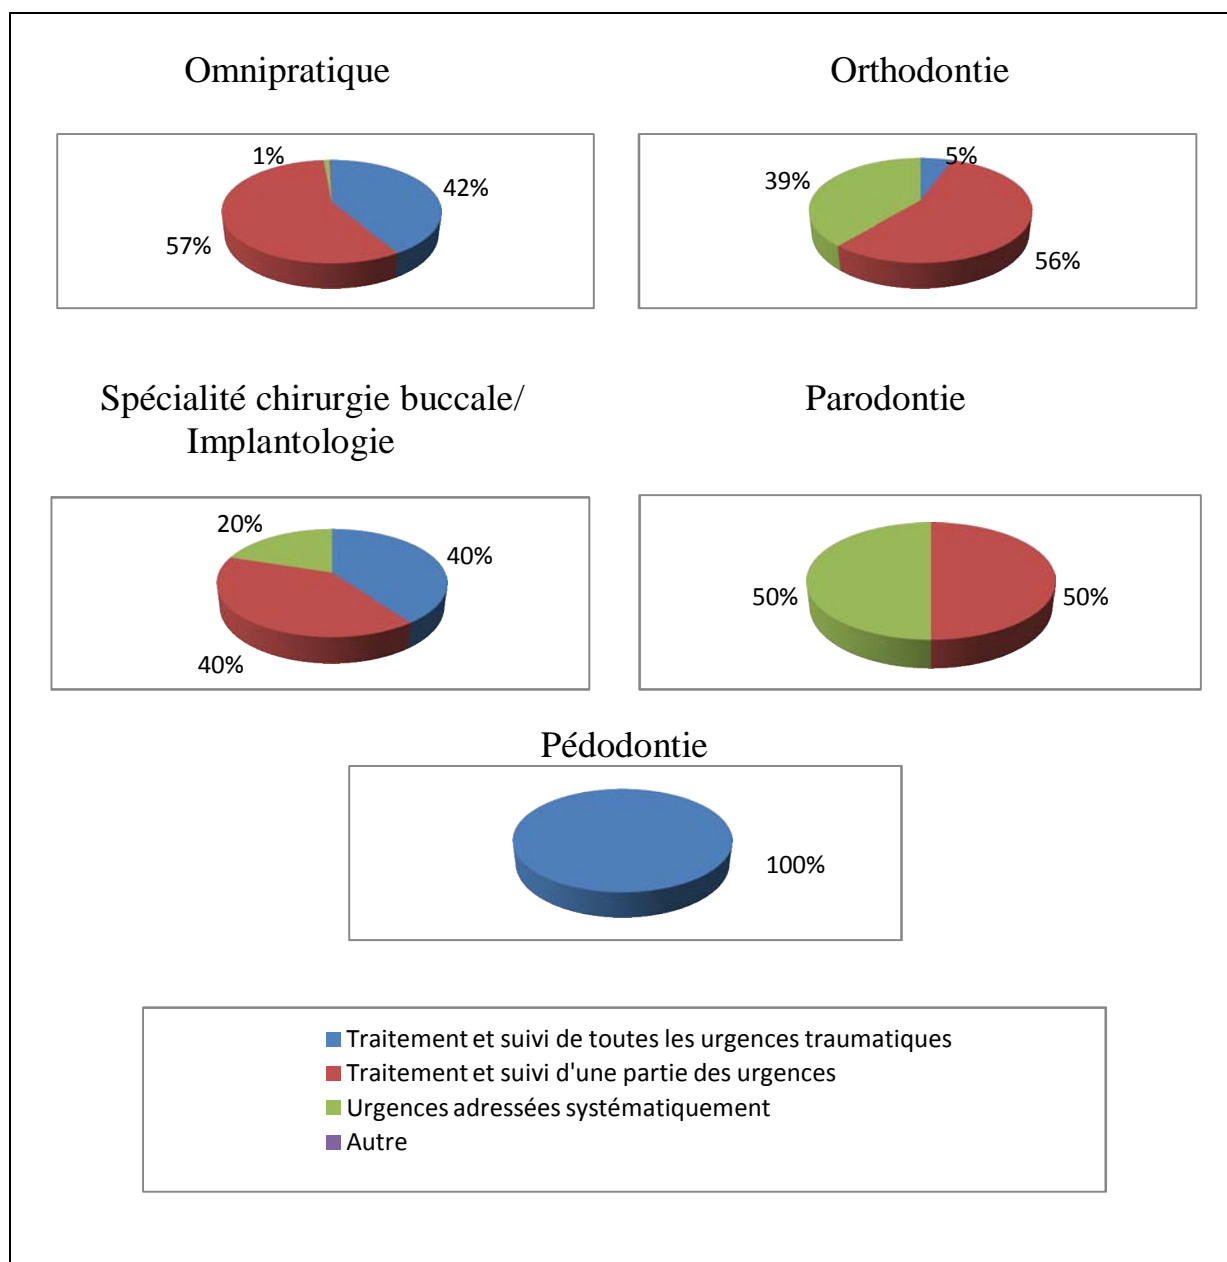 Omnipratique
Orthodontie
1%
42%
57%
5%
39%
56%
Spécialité chirurgie buccale/
Implantologie
Parodontie
20%
40%
40%
50%
50%
Pédodontie
100%
Traitement et suivi de toutes les urgences traumatiques
Traitement et suivi d'une partie des urgences
Urgences adressées systématiquement
Autre